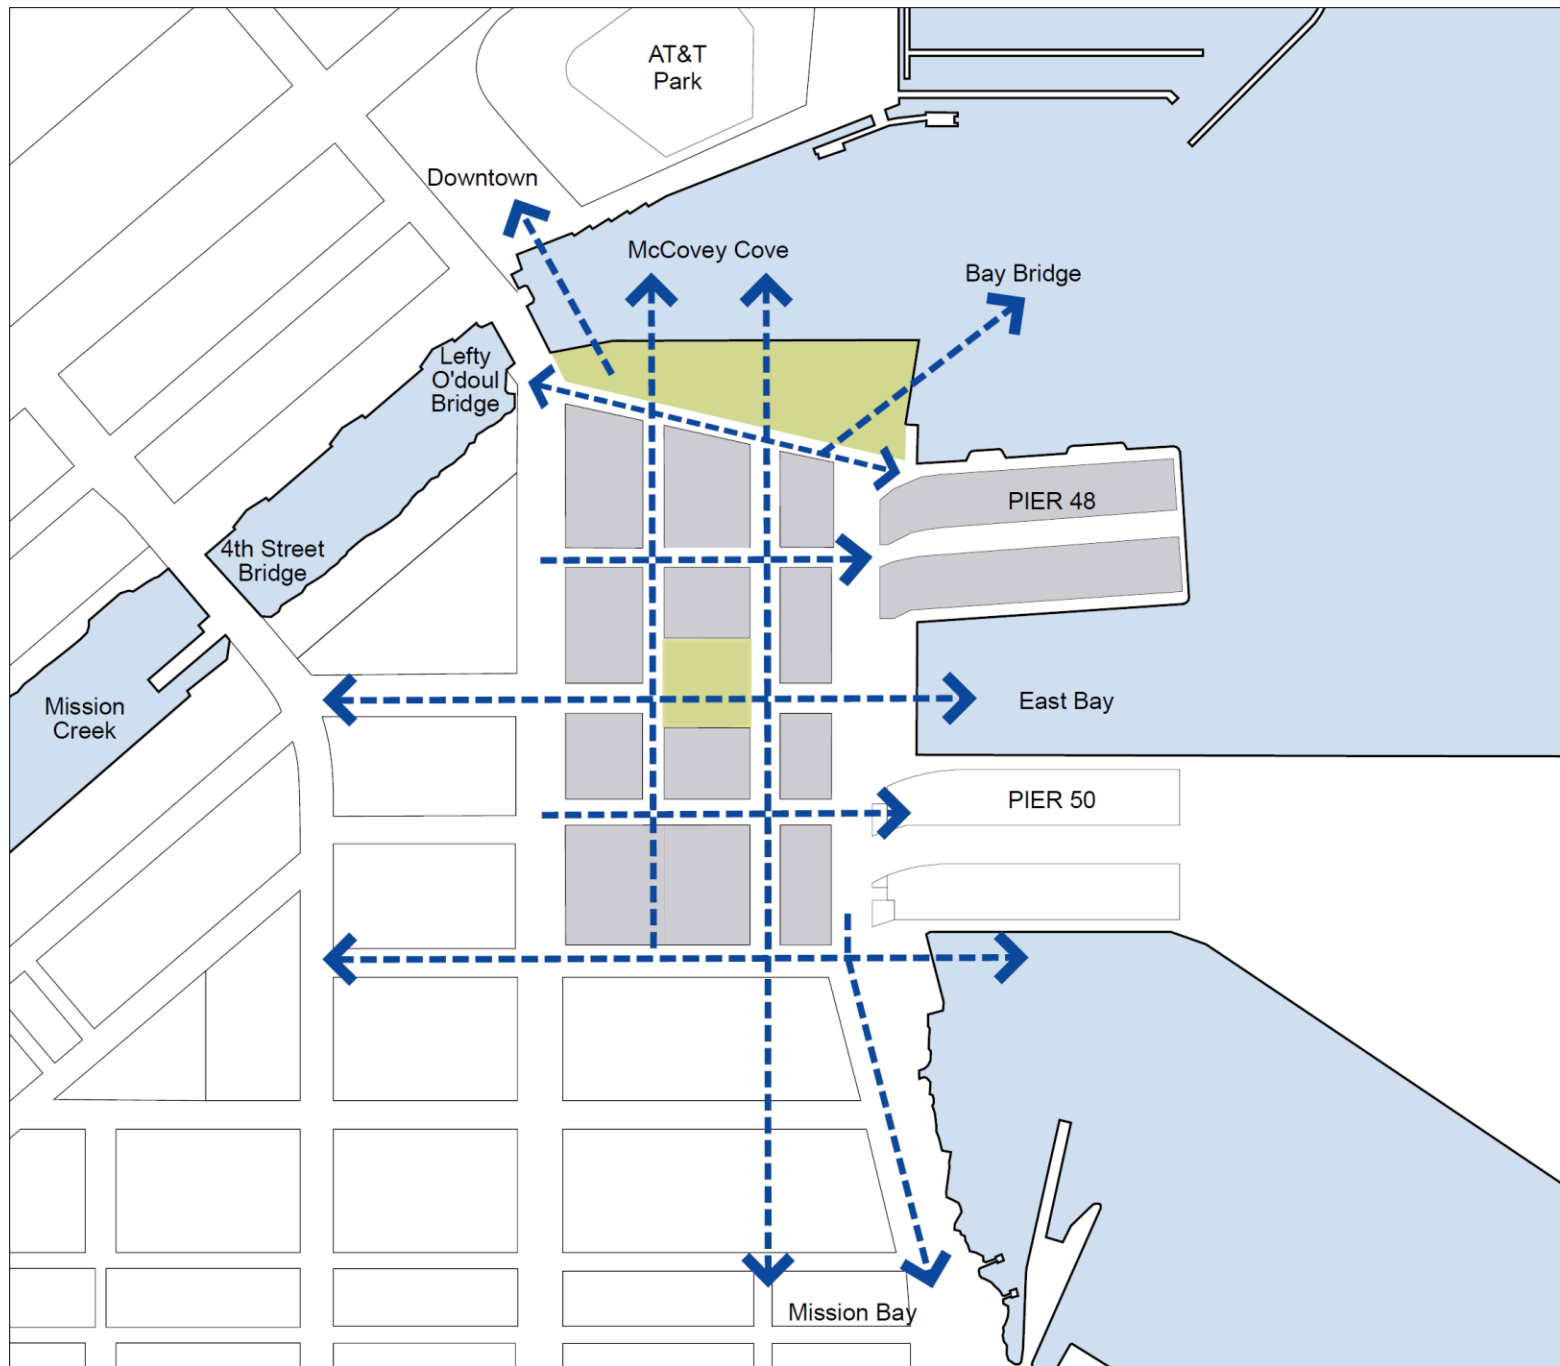 AT&T
Park
Downtown
McCovey Cove
Bay Bridge
Lefty
O'doul
Bridge
PIER 48
4th Street
Bridge
Mission
Creek
East Bay
PIER 50
Mission Bay